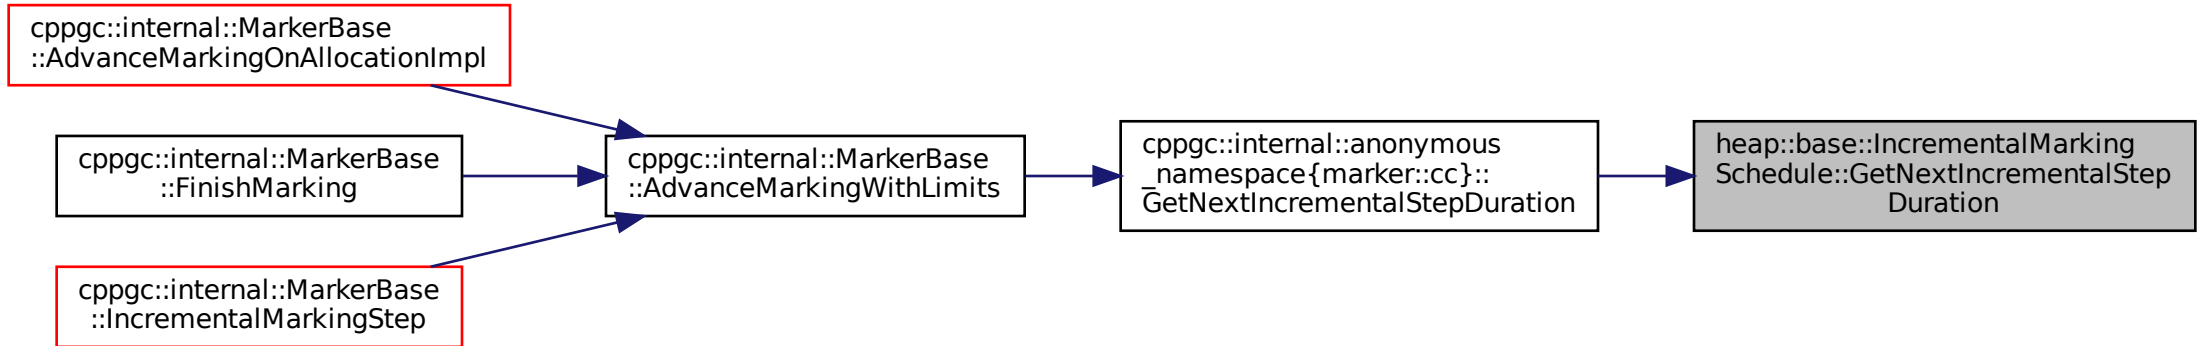 cppgc::internal::MarkerBase
::AdvanceMarkingOnAllocationImpl
cppgc::internal::MarkerBase
::FinishMarking
cppgc::internal::MarkerBase
::IncrementalMarkingStep
cppgc::internal::MarkerBase
::AdvanceMarkingWithLimits
cppgc::internal::anonymous
_namespace{marker::cc}::
GetNextIncrementalStepDuration
heap::base::IncrementalMarking
Schedule::GetNextIncrementalStep
Duration